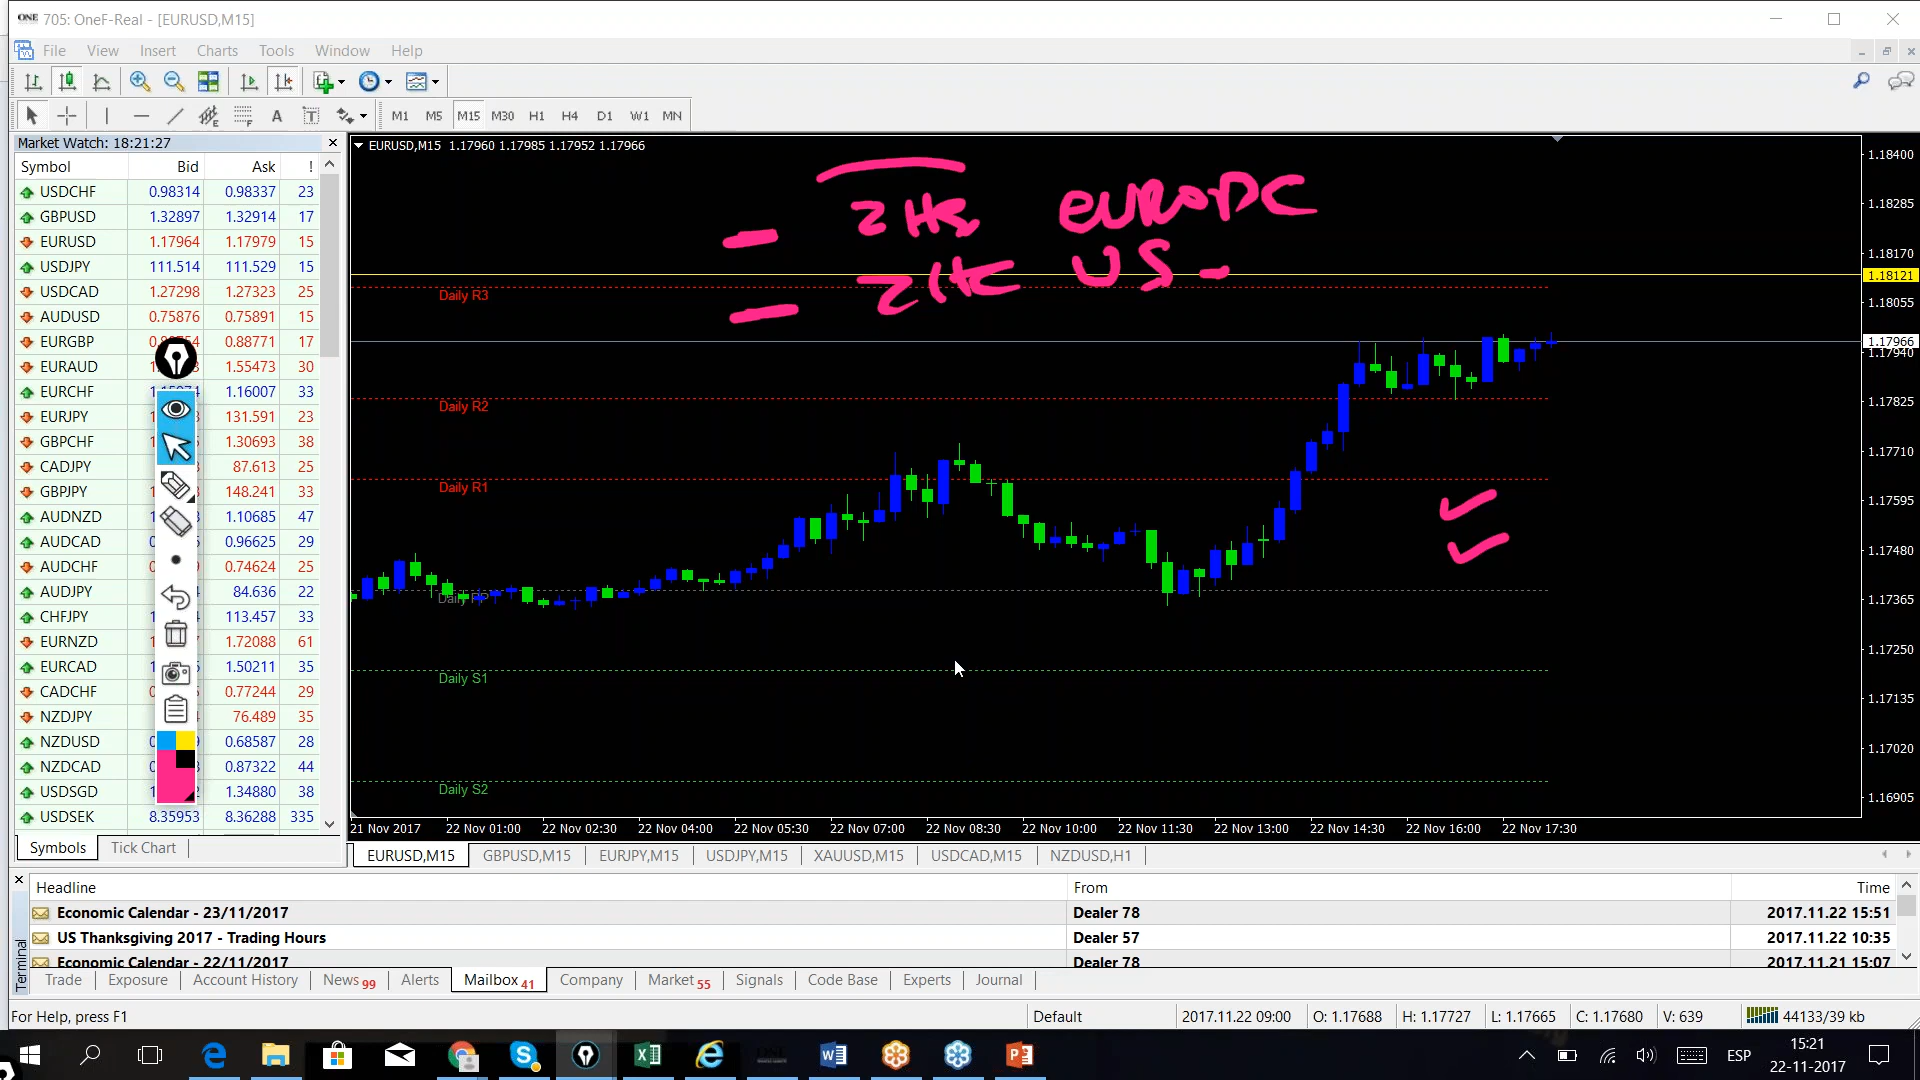 ONE 705: OneF-Real - [EURUSD,M15]
File View Insert Charts Tools Window Help
M1 M5 M15 M30 H1 H4 D1 W1 MN
Market Watch: 18:21:27
Symbol Bid Ask !
USDCHF 0.98314 0.98337 23
GBPUSD 1.32897 1.32914 17
EURUSD 1.17964 1.17979 15
USDJPY 111.514 111.529 15
USDCAD 1.27298 1.27323 25
AUDUSD 0.75876 0.75891 15
EURGBP 0.88771 17
EURAUD 1.55473 30
EURCHF 1.16007 33
EURJPY 131.591 23
GBPCHF 1.30693 38
CADJPY 87.613 25
GBPJPY 148.241 33
AUDNZD 1.10685 47
AUDCAD 0.96625 29
AUDCHF 0.74624 25
AUDJPY 84.636 22
CHFJPY 113.457 33
EURNZD 1.72088 61
EURCAD 1.50211 35
CADCHF 0.77244 29
NZDJPY 76.489 35
NZDUSD 0.68587 28
NZDCAD 0.87322 44
USDSGD 1.34880 38
USDSEK 8.35953 8.36288 335
Symbols Tick Chart
EURUSD,M15 1.17960 1.17985 1.17952 1.17966
2 Hs EUROPE
2 US -
Daily R3
Daily R2
Daily R1
Daily PP
Daily S1
Daily S2
1.18400
1.18285
1.18170
1.18121
1.18055
1.17966
1.17940
1.17825
1.17710
1.17595
1.17480
1.17365
1.17250
1.17135
1.17020
1.16905
21 Nov 2017 22 Nov 01:00 22 Nov 02:30 22 Nov 04:00 22 Nov 05:30 22 Nov 07:00 22 Nov 08:30 22 Nov 10:00 22 Nov 11:30 22 Nov 13:00 22 Nov 14:30 22 Nov 16:00 22 Nov 17:30
EURUSD,M15 GBPUSD,M15 EURJPY,M15 USDJPY,M15 XAUUSD,M15 USDCAD,M15 NZDUSD,H1
Terminal
Headline From Time
Economic Calendar - 23/11/2017 Dealer 78 2017.11.22 15:51
US Thanksgiving 2017 - Trading Hours Dealer 57 2017.11.22 10:35
Economic Calendar - 22/11/2017 Dealer 78 2017.11.21 15:07
Trade Exposure Account History News 99 Alerts Mailbox 41 Company Market 55 Signals Code Base Experts Journal
For Help, press F1 Default 2017.11.22 09:00 O: 1.17688 H: 1.17727 L: 1.17665 C: 1.17680 V: 639 44133/39 kb
ESP 15:21
22-11-2017